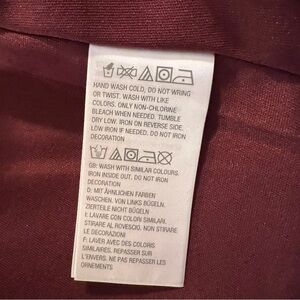 HAND WASH COLD, DO NOT WRING
OR TWIST. WASH WITH LIKE
COLORS. ONLY NON-CHLORINE
BLEACH WHEN NEEDED. TUMBLE
DRY LOW. IRON ON REVERSE SIDE.
LOW IRON IF NEEDED. DO NOT IRON
DECORATION
GB: WASH WITH SIMILAR COLOURS.
IRON INSIDE OUT. DO NOT IRON
DECORATION
D: MIT ÄHNLICHEN FARBEN
WASCHEN. VON LINKS BÜGELN.
ZIERTEILE NICHT BÜGELN
I: LAVARE CON COLORI SIMILARI.
STIRARE AL ROVESCIO. NON STIRARE
LE DECORAZIONI
F: LAVER AVEC DES COLORIS
SIMILAIRES. REPASSER SUR
L'ENVERS. NE PAS REPASSER LES
ORNEMENTS